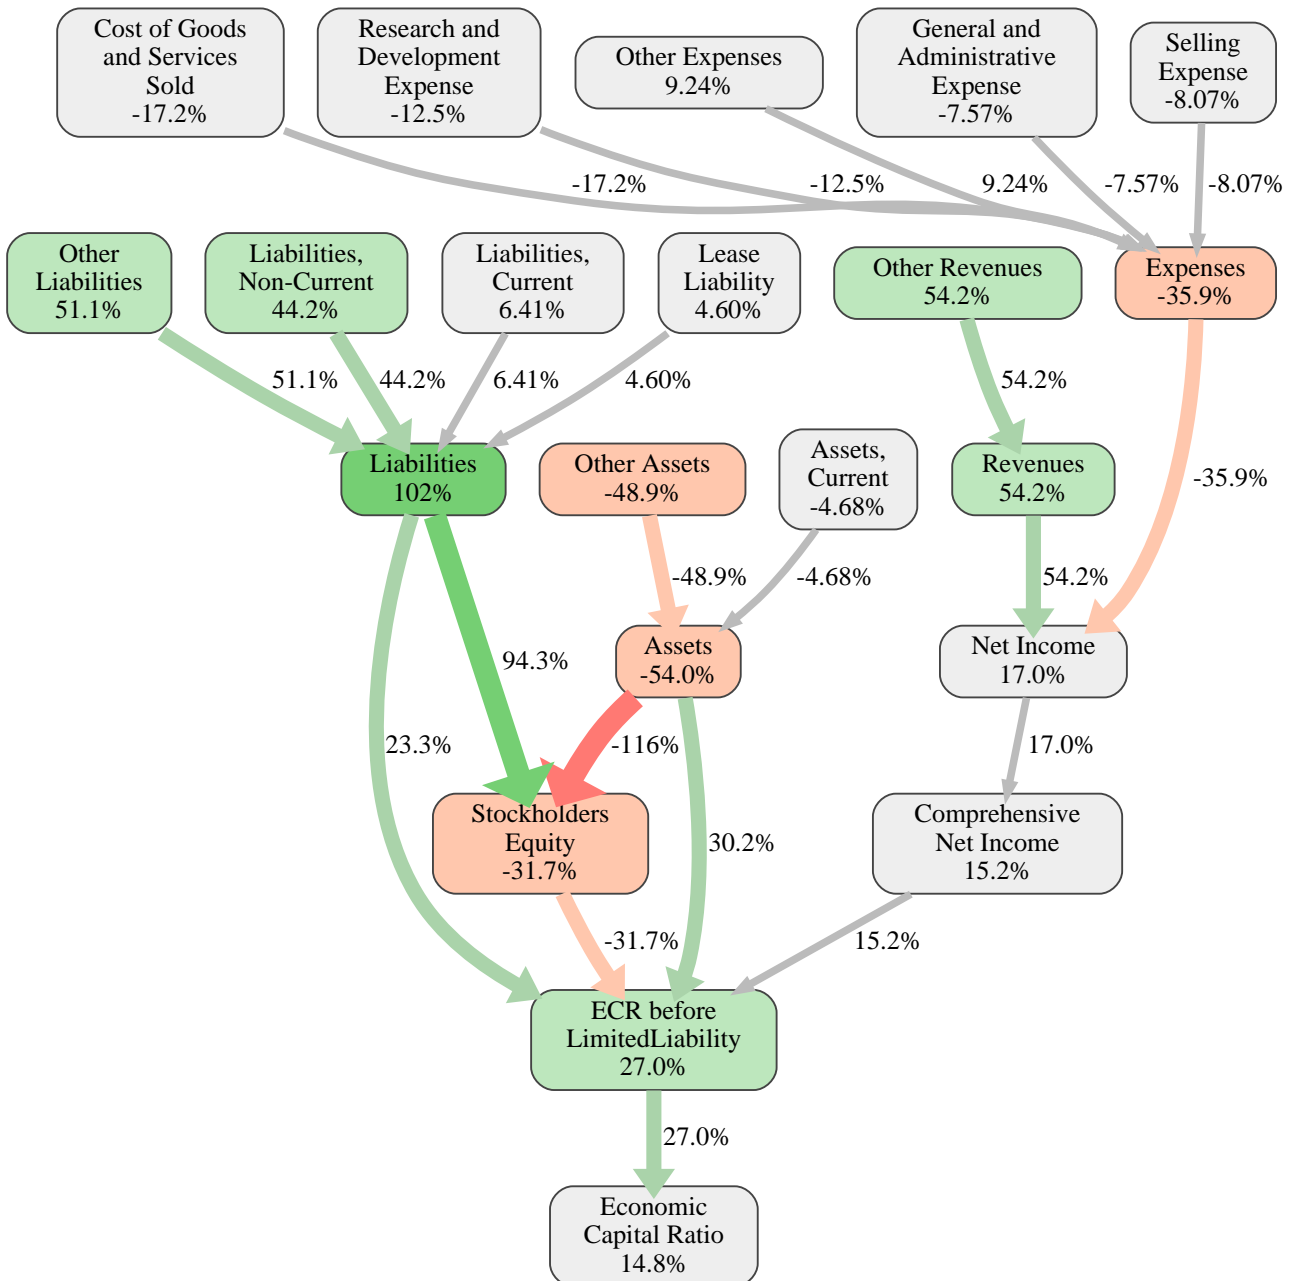 Cost of Goods
and Services
Sold
-17.2%
Research and
Development
Expense
-12.5%
Other Expenses
9.24%
General and
Administrative
Expense
-7.57%
Selling
Expense
-8.07%
-17.2%
-12.5%
9.24%
-7.57%
-8.07%
Other
Liabilities
51.1%
Liabilities,
Non-Current
44.2%
Liabilities,
Current
6.41%
Lease
Liability
4.60%
Other Revenues
54.2%
Expenses
-35.9%
51.1%
44.2%
6.41%
4.60%
54.2%
Liabilities
102%
Other Assets
-48.9%
Assets,
Current
-4.68%
Revenues
54.2%
-35.9%
-48.9%
-4.68%
54.2%
94.3%
Assets
-54.0%
Net Income
17.0%
23.3%
-116%
17.0%
Stockholders
Equity
-31.7%
30.2%
Comprehensive
Net Income
15.2%
-31.7%
15.2%
ECR before
LimitedLiability
27.0%
27.0%
Economic
Capital Ratio
14.8%